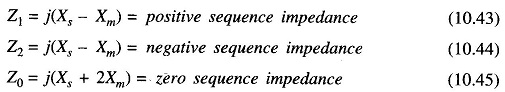 Z₁ = j(Xₛ − Xₘ) = positive sequence impedance (10.43)
Z₂ = j(Xₛ − Xₘ) = negative sequence impedance (10.44)
Z₀ = j(Xₛ + 2Xₘ) = zero sequence impedance (10.45)